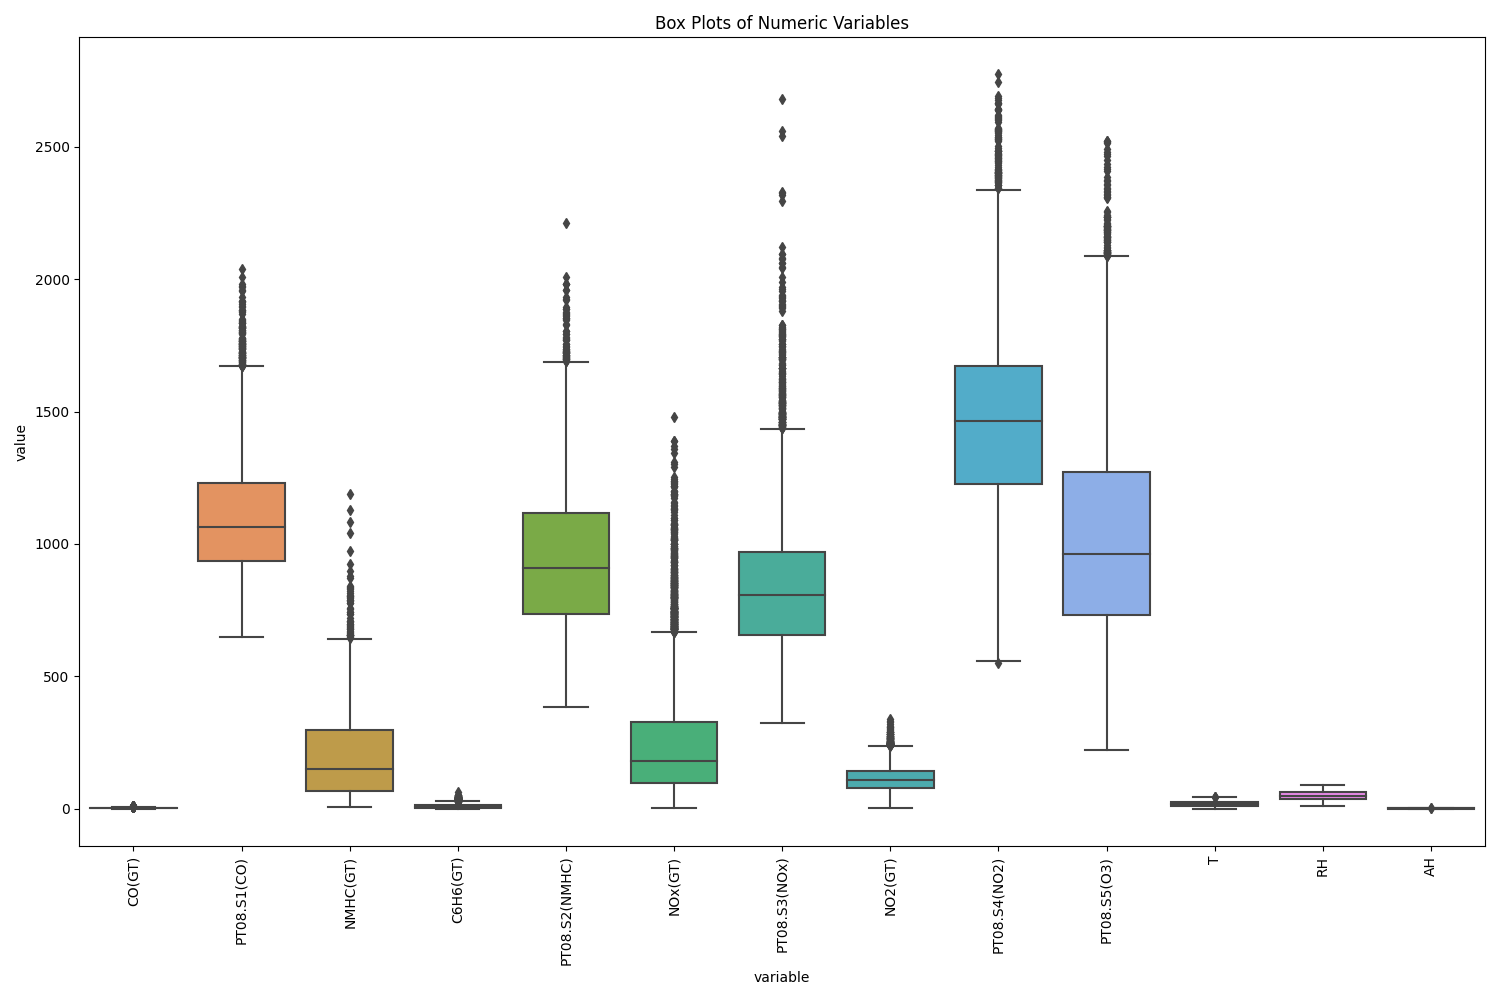 Box Plots of Numeric Variables
value
2500
2000
1500
1000
500
0
CO(GT)
PT08.S1(CO)
NMHC(GT)
C6H6(GT)
PT08.S2(NMHC)
NOx(GT)
PT08.S3(NOx)
NO2(GT)
PT08.S4(NO2)
PT08.S5(O3)
T
RH
AH
variable